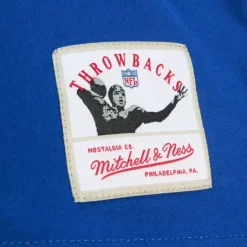 THROWBACKS
NFL
NOSTALGIA CO.
Mitchell & Ness
PHILADELPHIA, PA.